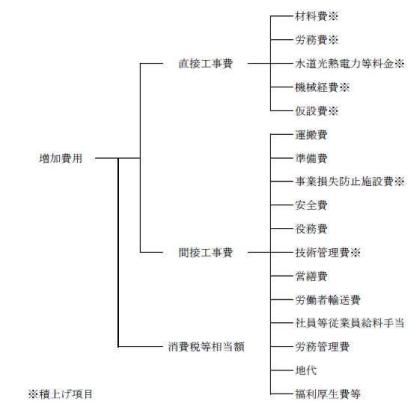 材料費※
労務費※
直接工事費
水道光熱電力等料金※
機械経費※
仮設費※
運搬費
準備費
増加費用
事業損失防止施設費※
安全費
役務費
間接工事費
技術管理費※
営繕費
労働者輸送費
社員等従業員給料手当
消費税等相当額
労務管理費
地代
※積上げ項目
福利厚生費等